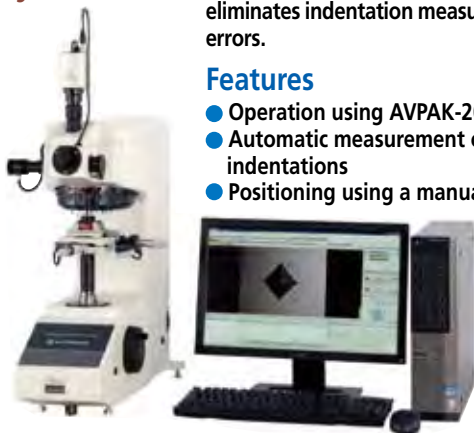 eliminates indentation measu
errors.
Features
● Operation using AVPAK-2
● Automatic measurement
indentations
● Positioning using a manua